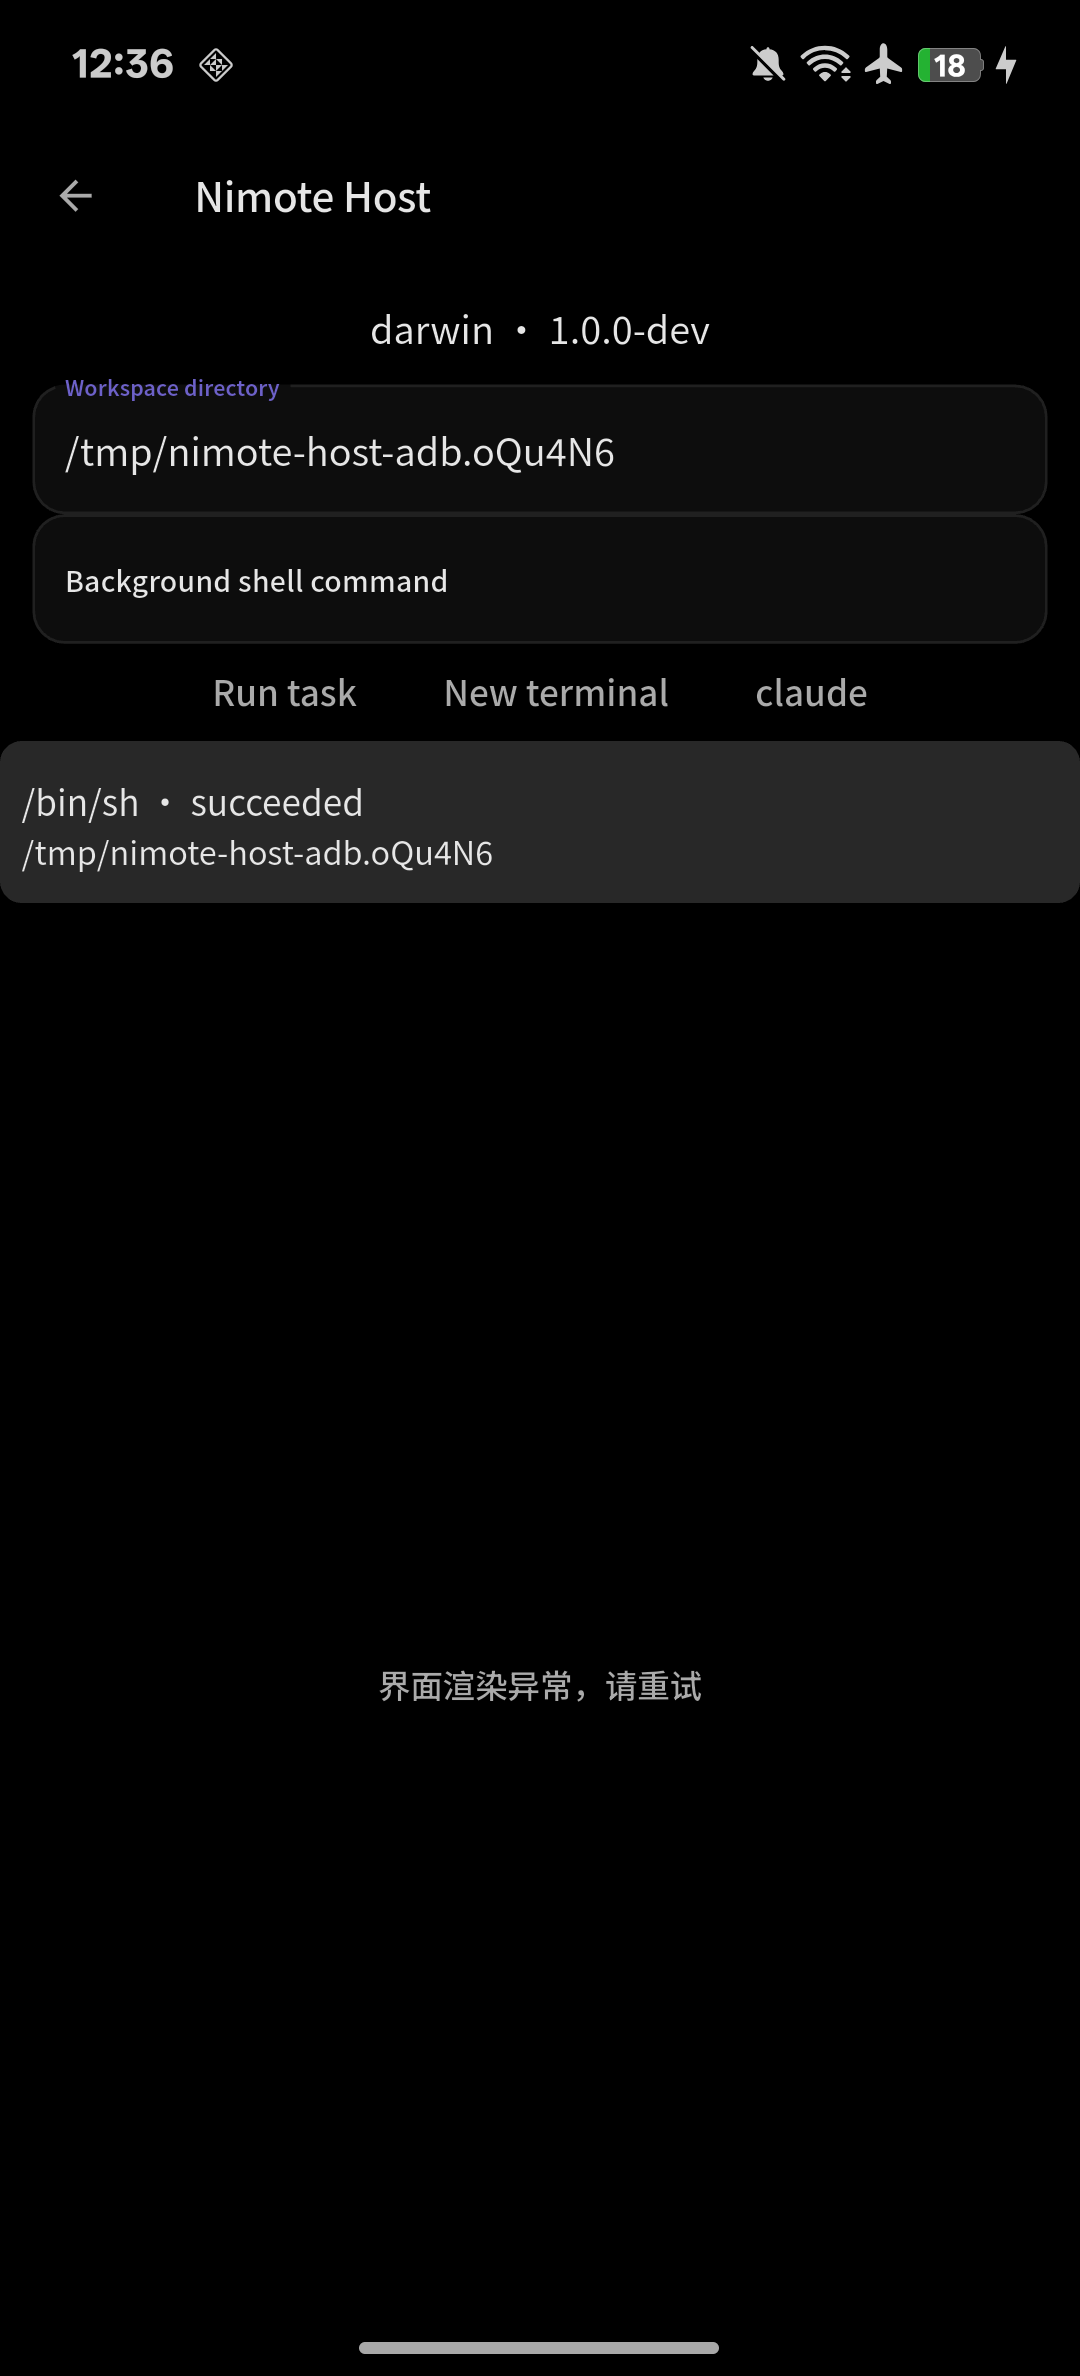 12:36
18
Nimote Host
darwin • 1.0.0-dev
Workspace directory
/tmp/nimote-host-adb.oQu4N6
Background shell command
Run task New terminal claude
/bin/sh • succeeded
/tmp/nimote-host-adb.oQu4N6
界面渲染异常，请重试